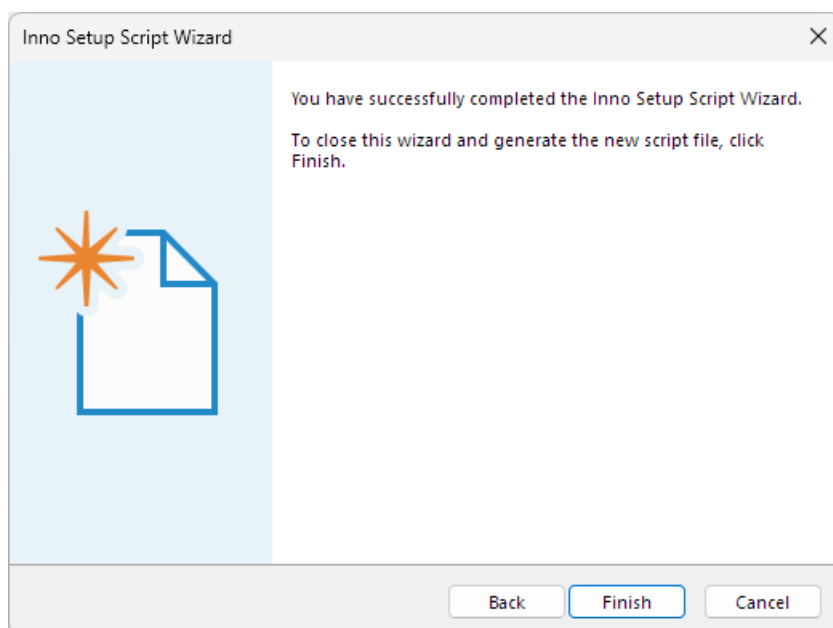 Inno Setup Script Wizard
You have successfully completed the Inno Setup Script Wizard.
To close this wizard and generate the new script file, click
Finish.
Back
Finish
Cancel